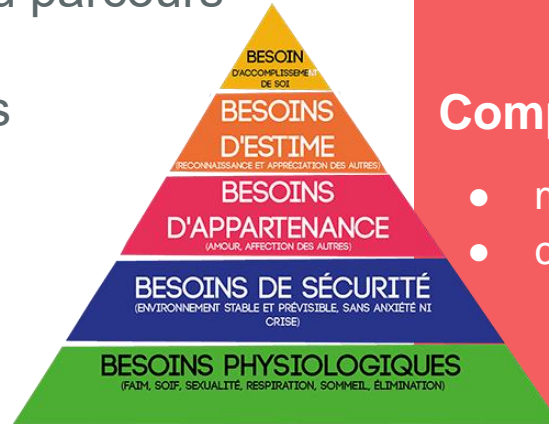 parcours
BESOIN
D'ACCOMPLISSEMENT
DE SOI
BESOINS
D'ESTIME
(RECONNAISSANCE ET APPRÉCIATION DES AUTRES)
BESOINS
D'APPARTENANCE
(AMOUR, AFFECTION DES AUTRES)
BESOINS DE SÉCURITÉ
(ENVIRONNEMENT STABLE ET PRÉVISIBLE, SANS ANXIÉTÉ NI
CRISE)
BESOINS PHYSIOLOGIQUES
(FAIM, SOIF, SEXUALITÉ, RESPIRATION, SOMMEIL, ÉLIMINATION)